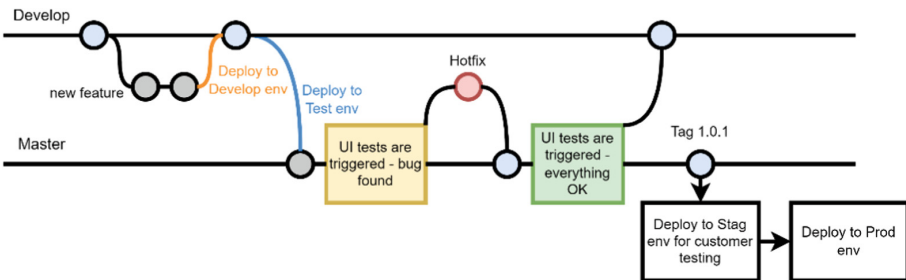 Develop
new feature
Deploy to
Develop env
Deploy to
Test env
Hotfix
Master
UI tests are
triggered - bug
found
UI tests are
triggered -
everything
OK
Tag 1.0.1
Deploy to Stag
env for customer
testing
Deploy to Prod
env